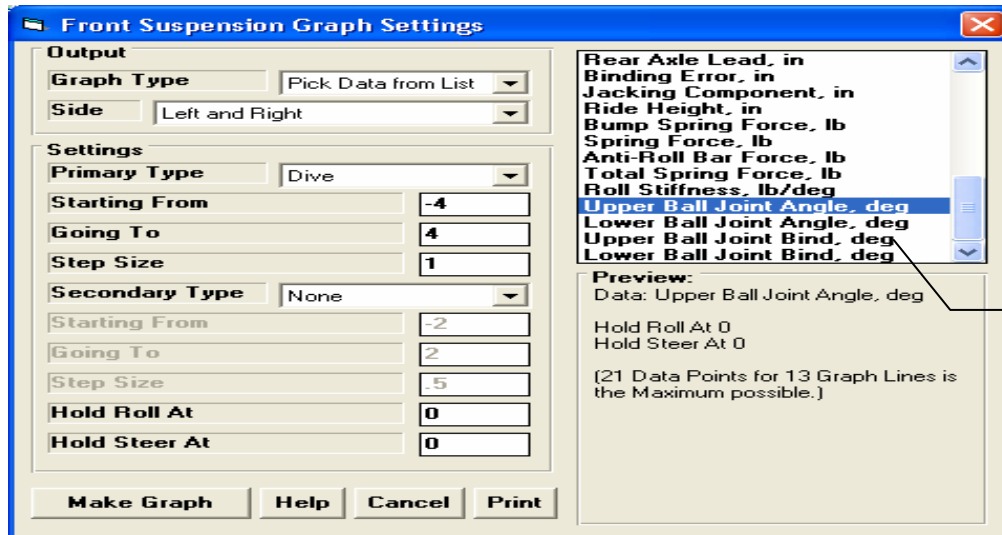 Front Suspension Graph Settings
Output
Graph Type Pick Data from List
Side Left and Right
Settings
Primary Type Dive
Starting From -4
Going To 4
Step Size 1
Secondary Type None
Starting From -2
Going To 2
Step Size .5
Hold Roll At 0
Hold Steer At 0
Make Graph Help Cancel Print
Rear Axle Lead, in
Binding Error, in
Jacking Component, in
Ride Height, in
Bump Spring Force, lb
Spring Force, lb
Anti-Roll Bar Force, lb
Total Spring Force, lb
Roll Stiffness, lb/deg
Upper Ball Joint Angle, deg
Lower Ball Joint Angle, deg
Upper Ball Joint Bind, deg
Lower Ball Joint Bind, deg
Preview:
Data: Upper Ball Joint Angle, deg
Hold Roll At 0
Hold Steer At 0
(21 Data Points for 13 Graph Lines is
the Maximum possible.)